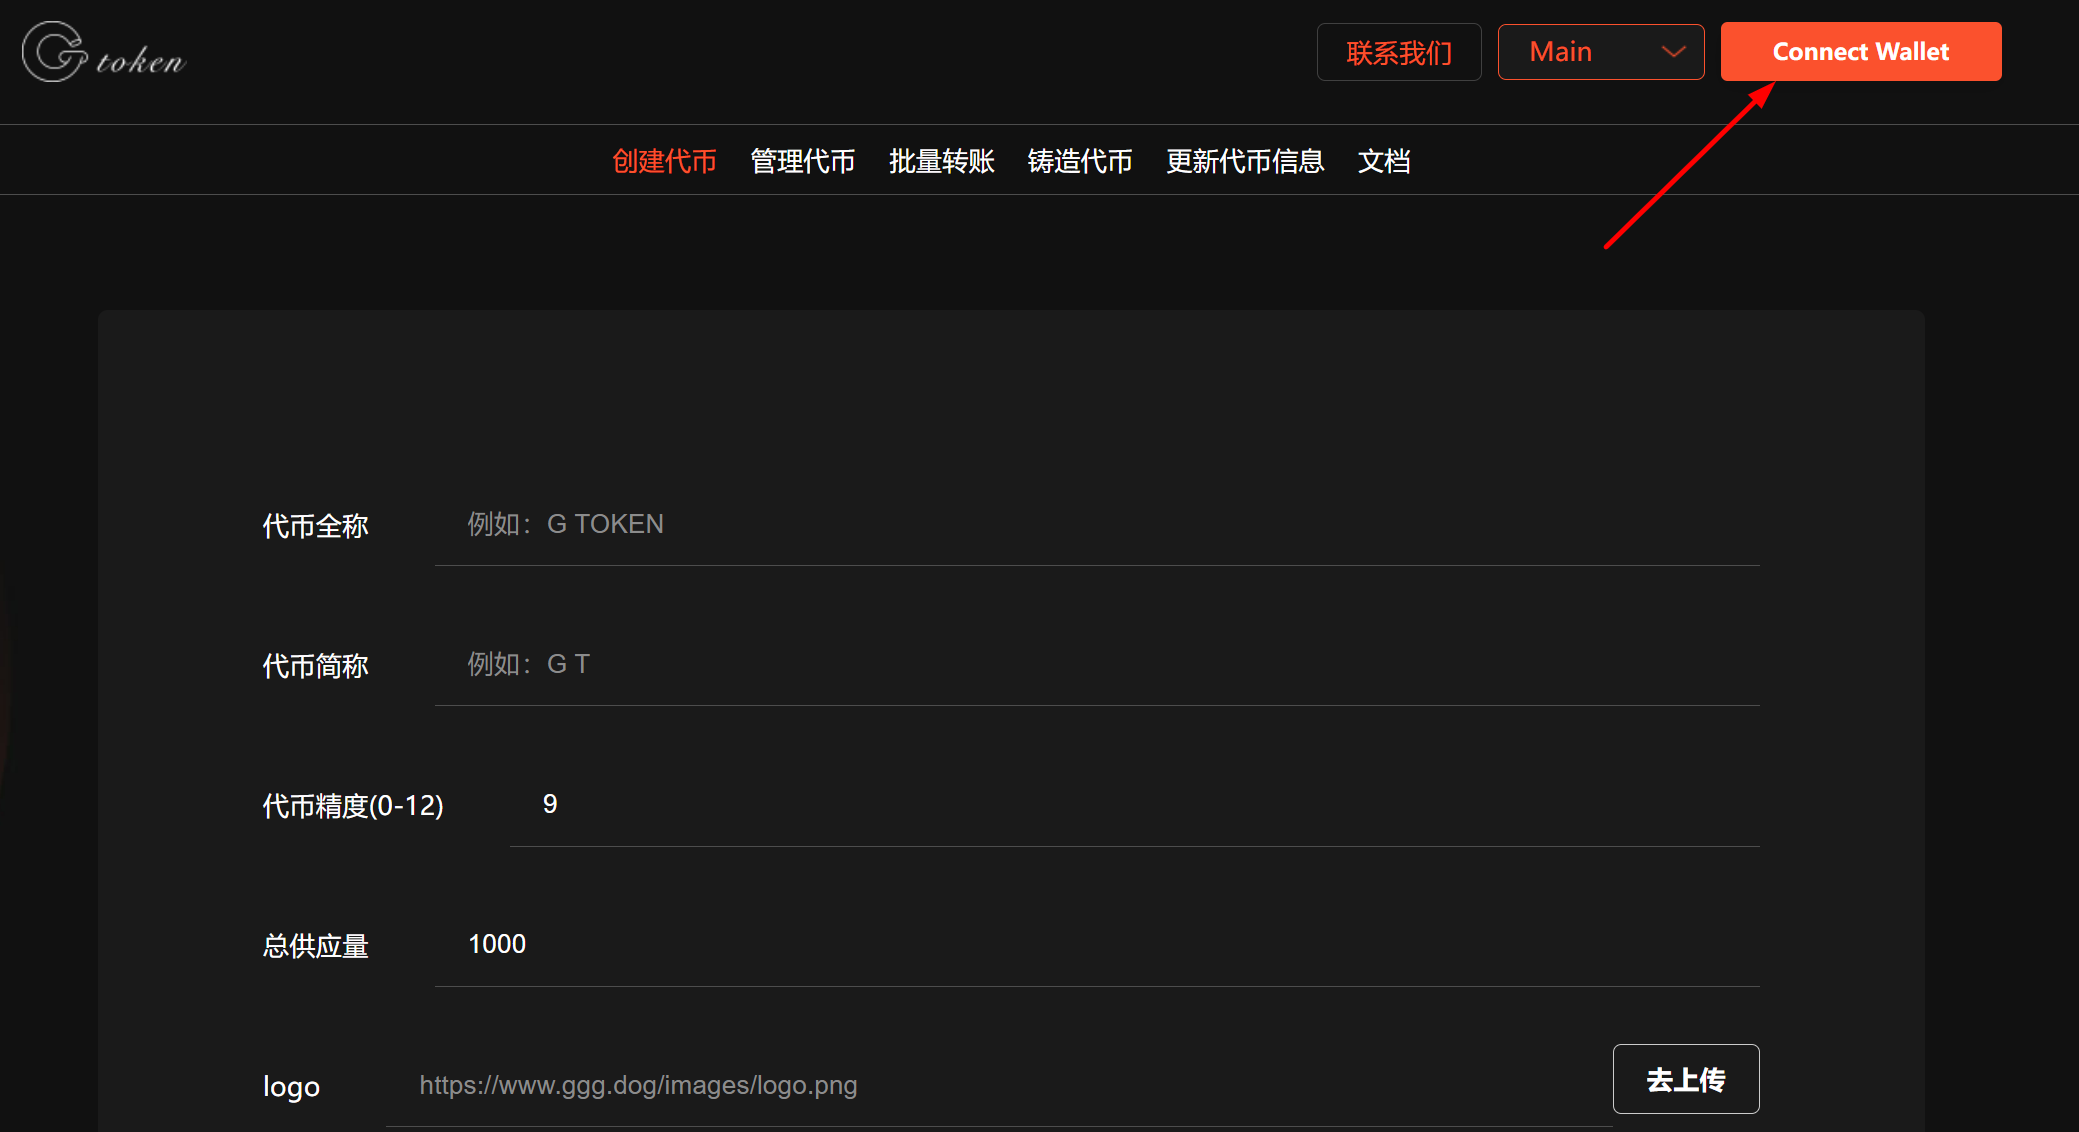 G token
联系我们
Main
Connect Wallet
创建代币 管理代币 批量转账 铸造代币 更新代币信息 文档
代币全称 例如：G TOKEN
代币简称 例如：G T
代币精度(0-12) 9
总供应量 1000
logo https://www.ggg.dog/images/logo.png 去上传